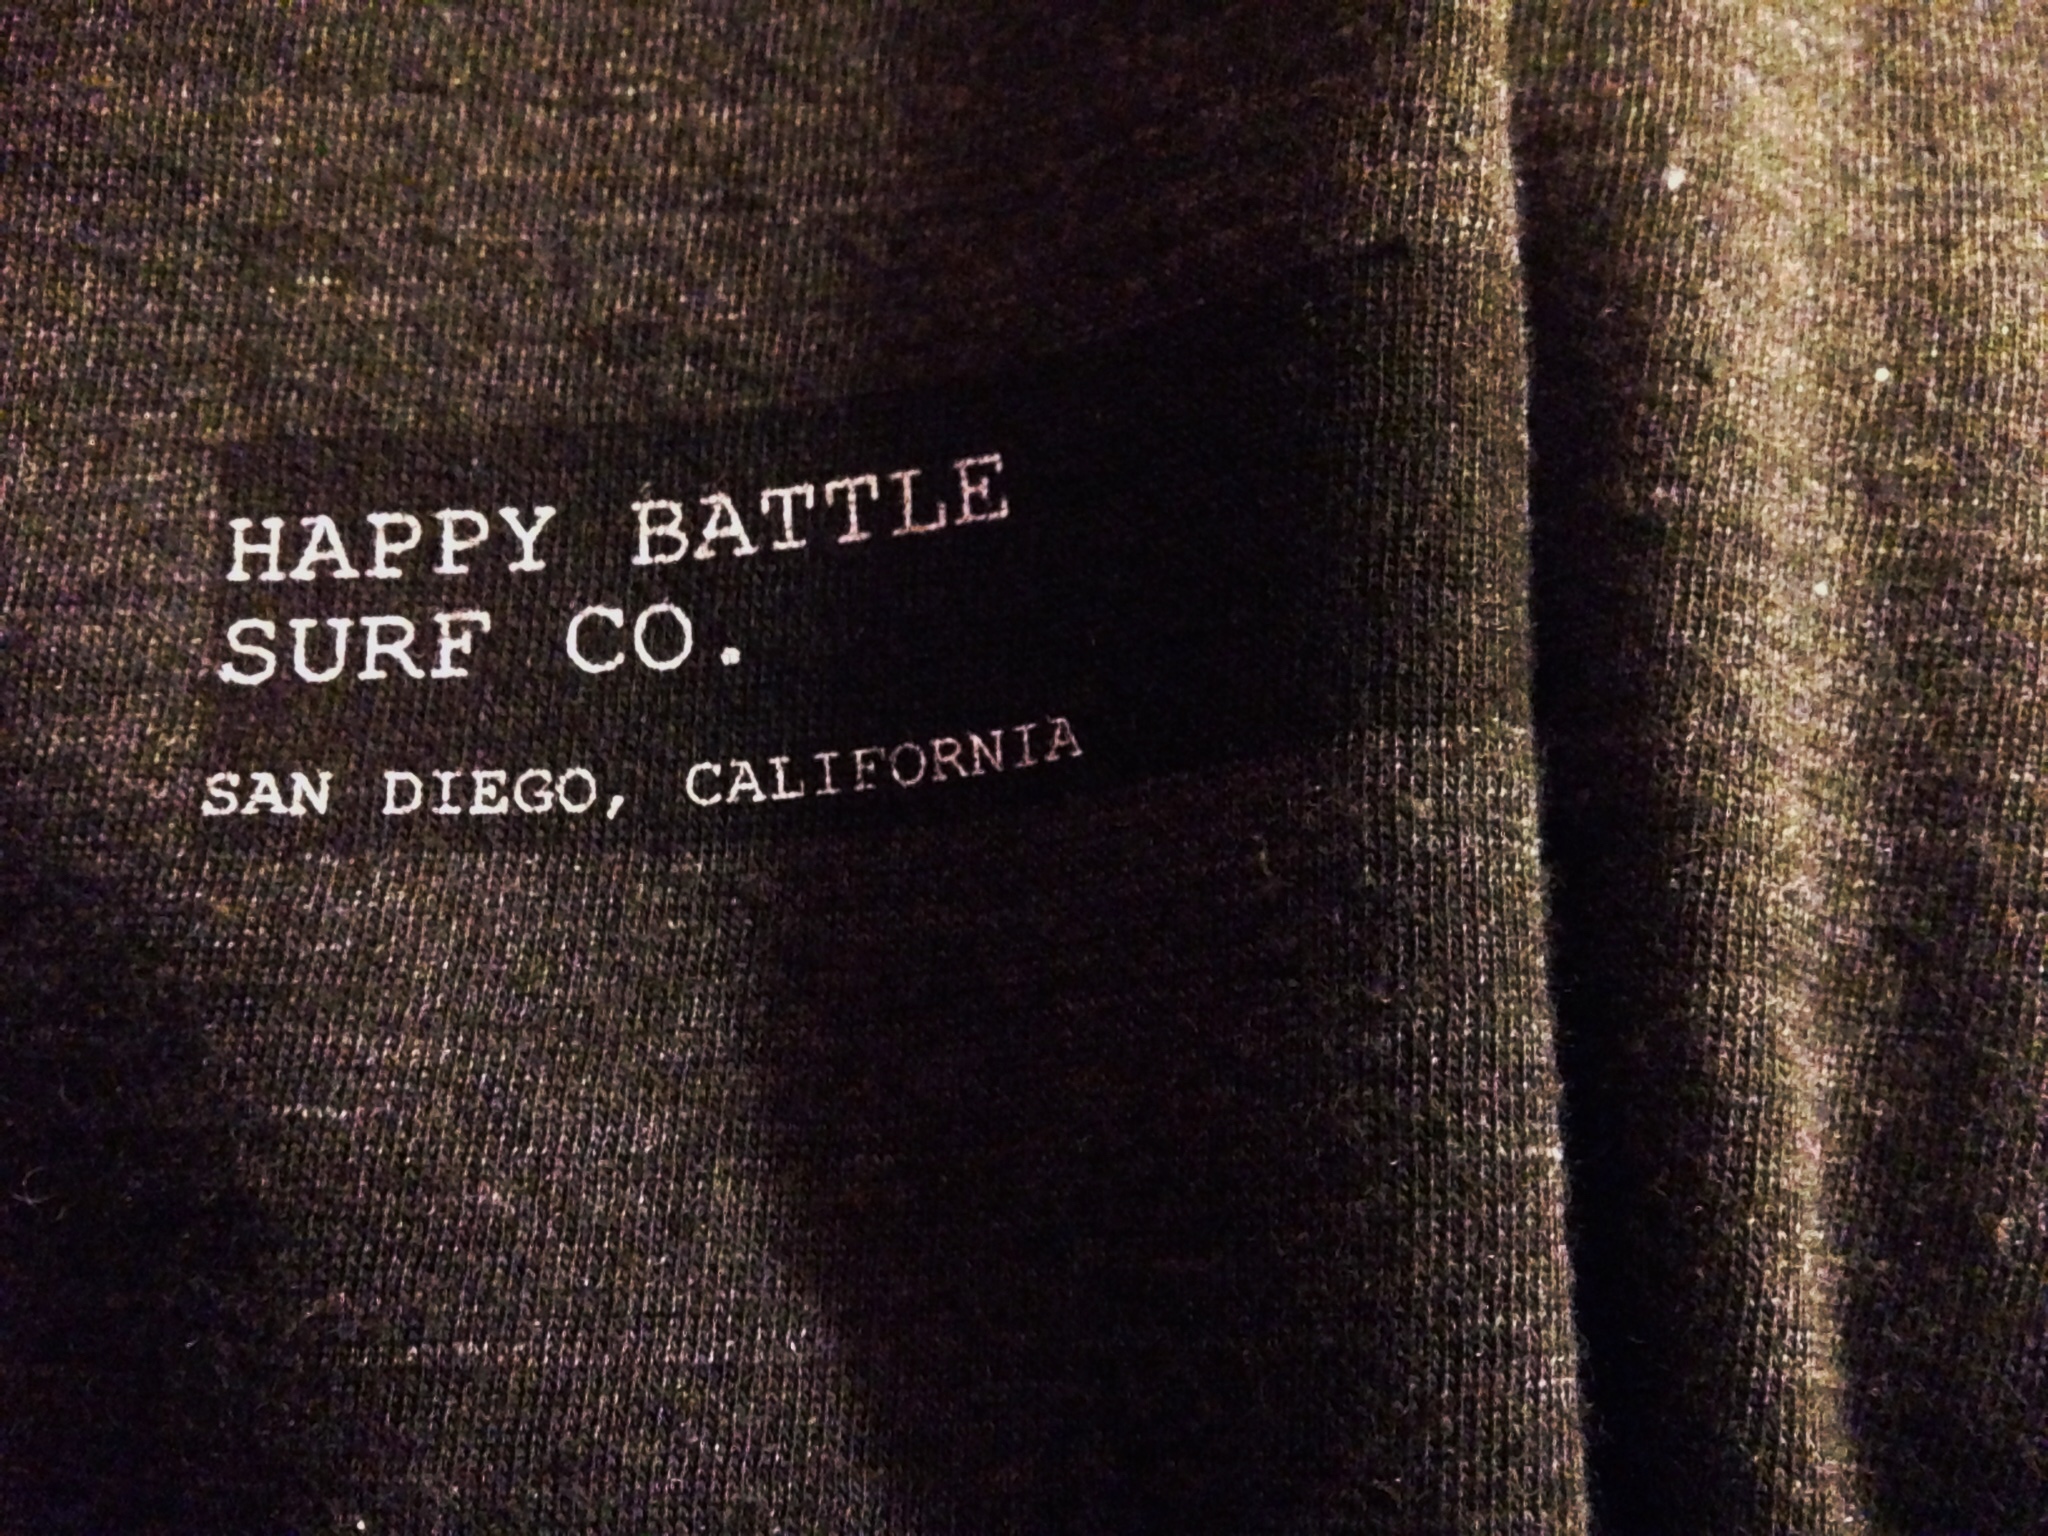 HAPPY BATTLE
SURF CO.
SAN DIEGO, CALIFORNIA